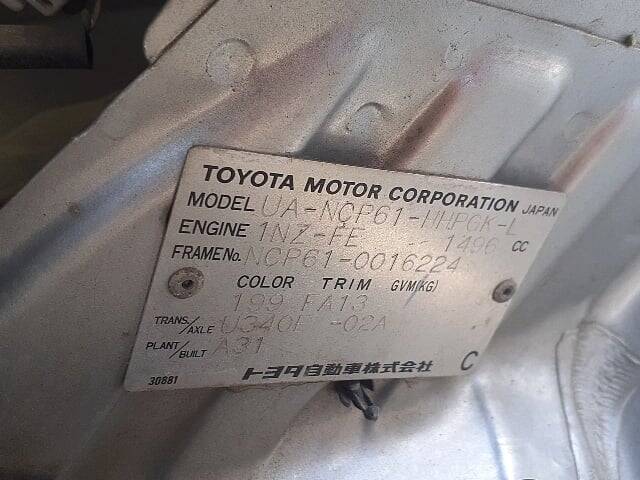 TOYOTA MOTOR CORPORATION JAPAN
MODEL UA-NCP61-HHPGK-L
ENGINE 1NZ-FE 1496 CC
FRAME No. NCP61-0016224
COLOR TRIM GVM(KG)
199 FA13
TRANS./AXLE U340E -02A
PLANT/BUILT A31
トヨタ自動車株式会社 C
30881